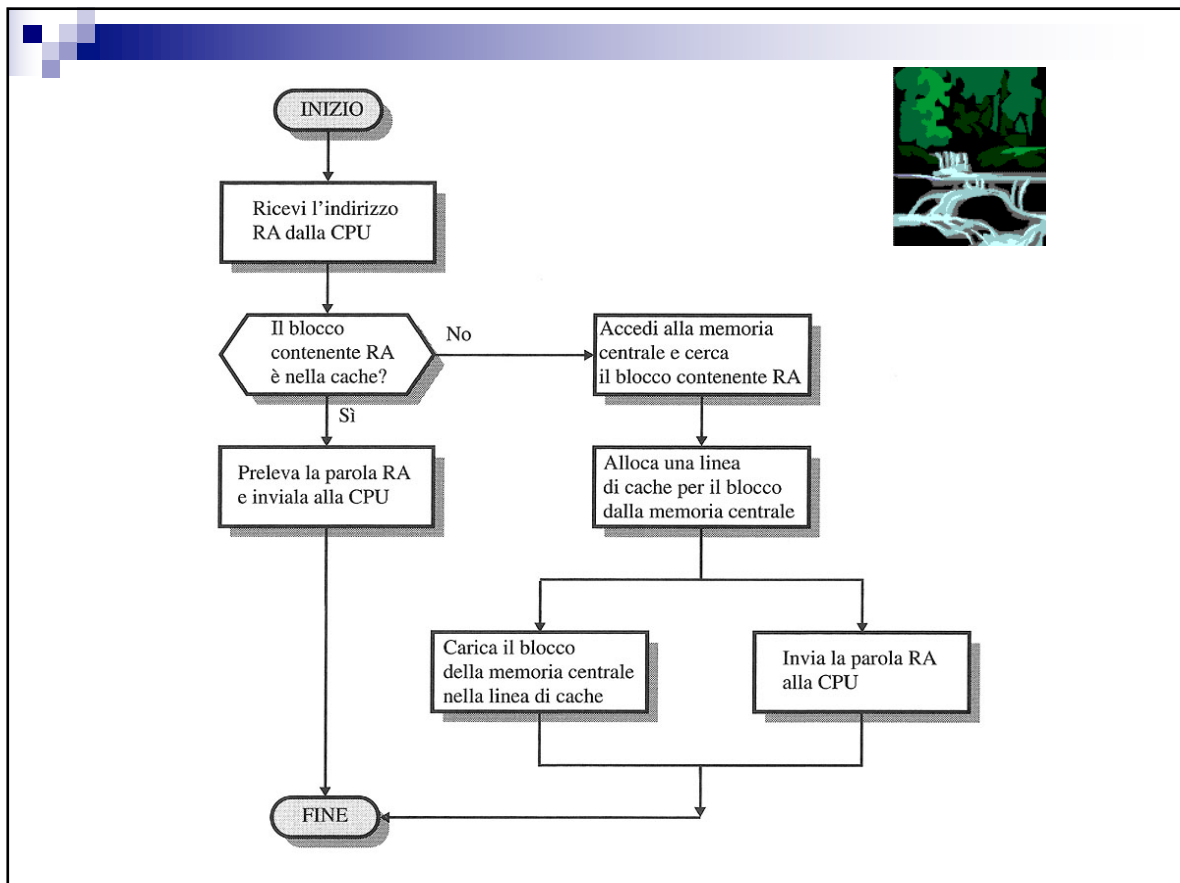 INIZIO
Ricevi l’indirizzo
RA dalla CPU
Il blocco
contenente RA
è nella cache?
No
Sì
Accedi alla memoria
centrale e cerca
il blocco contenente RA
Preleva la parola RA
e inviala alla CPU
Alloca una linea
di cache per il blocco
dalla memoria centrale
Carica il blocco
della memoria centrale
nella linea di cache
Invia la parola RA
alla CPU
FINE